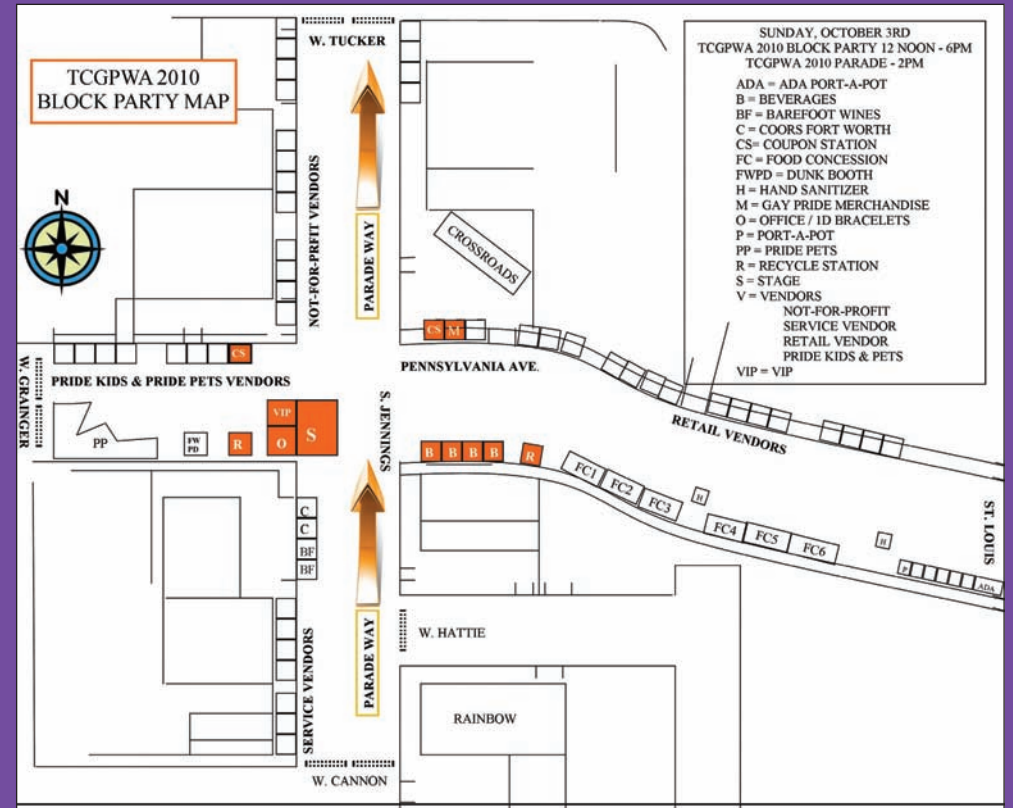 W. TUCKER
SUNDAY, OCTOBER 3RD
TCGPWA 2010 BLOCK PARTY 12 NOON - 6PM
TCGPWA 2010 PARADE - 2PM
ADA = ADA PORT-A-POT
B = BEVERAGES
BF = BAREFOOT WINES
C = COORS FORT WORTH
CS= COUPON STATION
FC = FOOD CONCESSION
FWPD = DUNK BOOTH
H = HAND SANITIZER
M = GAY PRIDE MERCHANDISE
O = OFFICE / 1D BRACELETS
P = PORT-A-POT
PP = PRIDE PETS
R = RECYCLE STATION
S = STAGE
V = VENDORS
NOT-FOR-PROFIT
SERVICE VENDOR
RETAIL VENDOR
PRIDE KIDS & PETS
VIP = VIP
TCGPWA 2010
BLOCK PARTY MAP
N
NOT-FOR-PRFIT VENDORS
PARADE WAY
CROSSROADS
CS
M
CS
W. GRAINGER
PRIDE KIDS & PRIDE PETS VENDORS
PENNSYLVANIA AVE.
RETAIL VENDORS
PP
FW
PD
R
VIP
O
S
S. JENNINGS
B
B
B
B
R
FC1
FC2
FC3
H
FC4
FC5
FC6
H
P
ADA
ST. LOUIS
C
C
BF
BF
SERVICE VENDORS
PARADE WAY
W. HATTIE
RAINBOW
W. CANNON